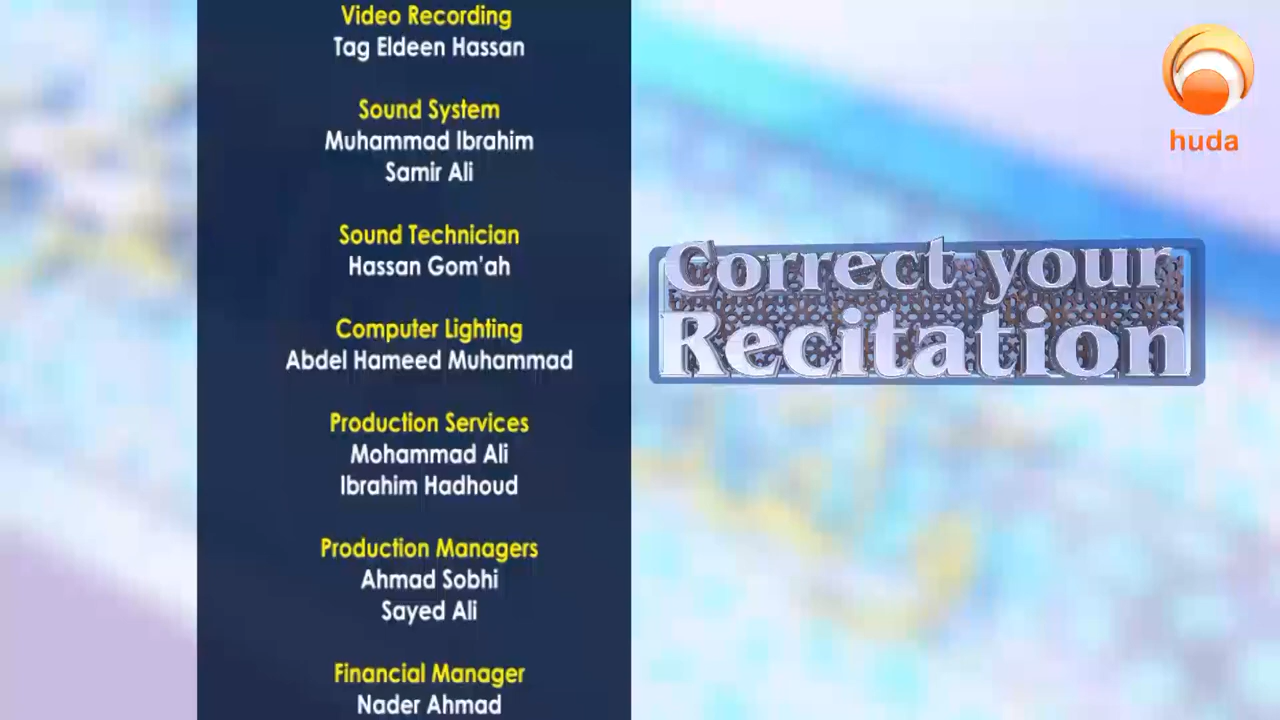 Video Recording
Tag Eldeen Hassan
Sound System
Muhammad Ibrahim
Samir Ali
Sound Technician
Hassan Gom'ah
Computer Lighting
Abdel Hameed Muhammad
Production Services
Mohammad Ali
Ibrahim Hadhoud
Production Managers
Ahmad Sobhi
Sayed Ali
Financial Manager
Nader Ahmad
huda
Correct your
Recitation